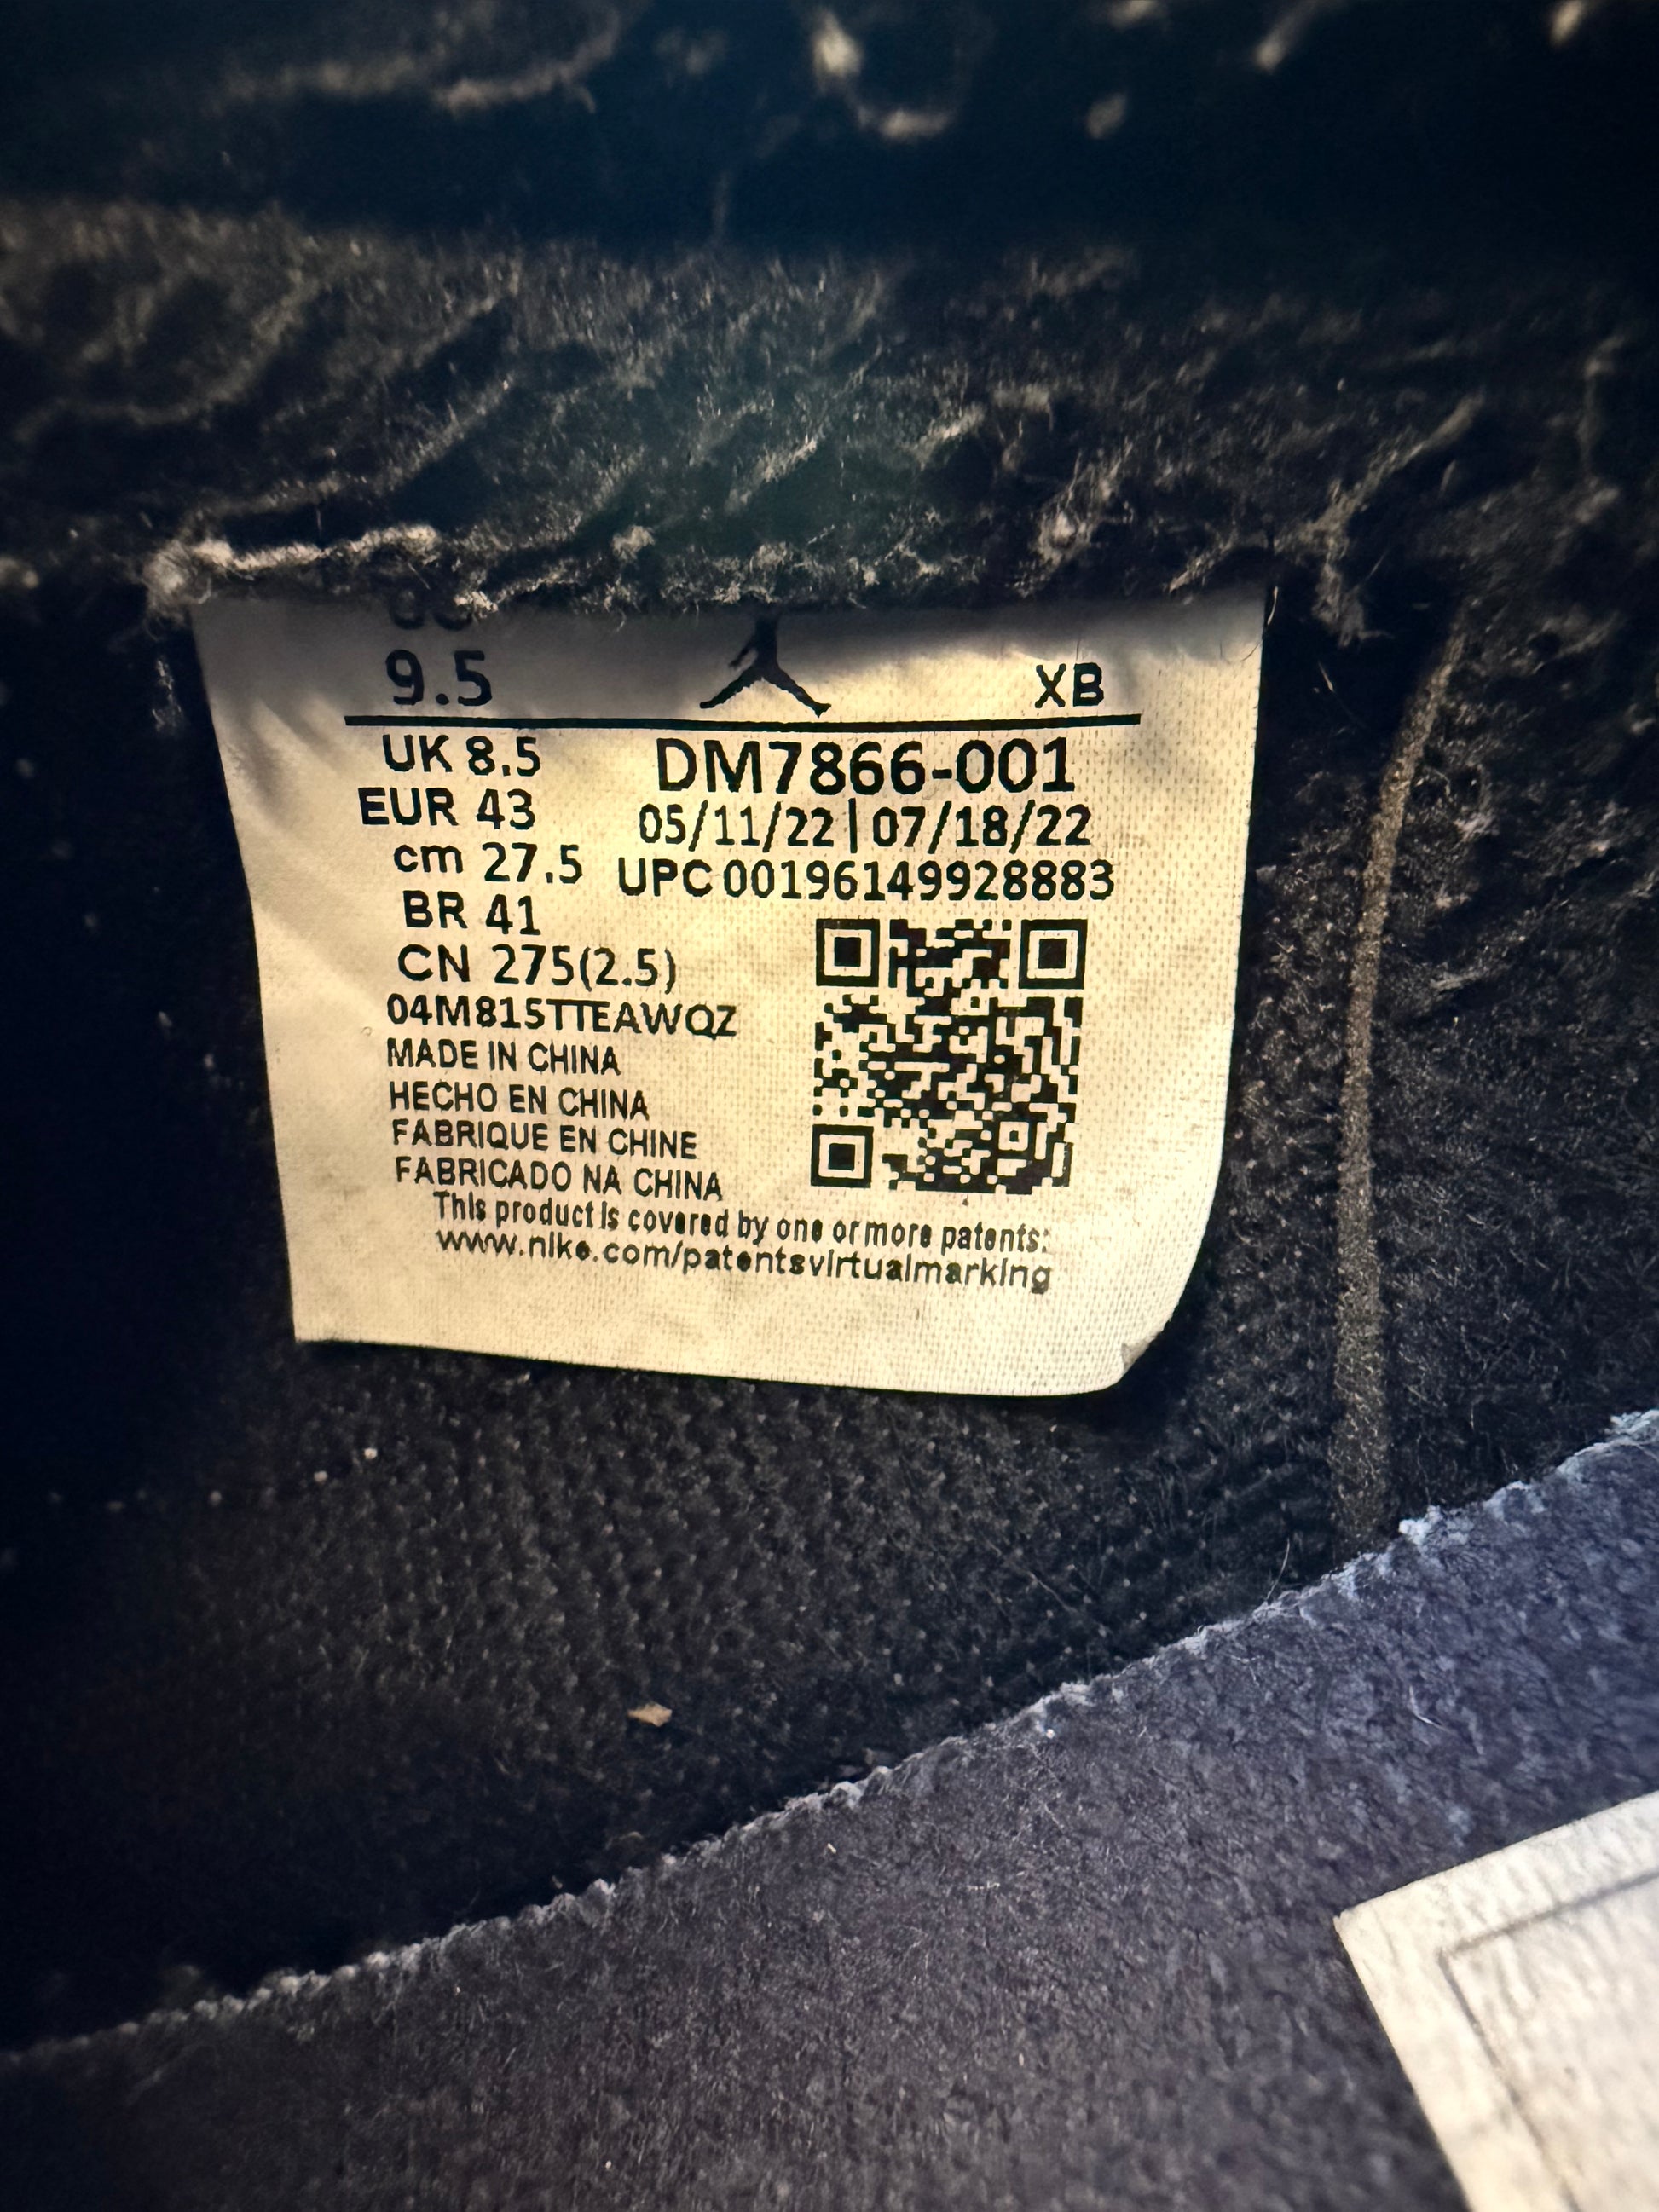 9.5 XB
UK 8.5 DM7866-001
EUR 43 05/11/22|07/18/22
cm 27.5 UPC00196149928883
BR 41
CN 275(2.5)
04M815TTEAWQZ
MADE IN CHINA
HECHO EN CHINA
FABRIQUE EN CHINE
FABRICADO NA CHINA
This product is covered by one or more patents:
www.nike.com/patentsvirtualmarking